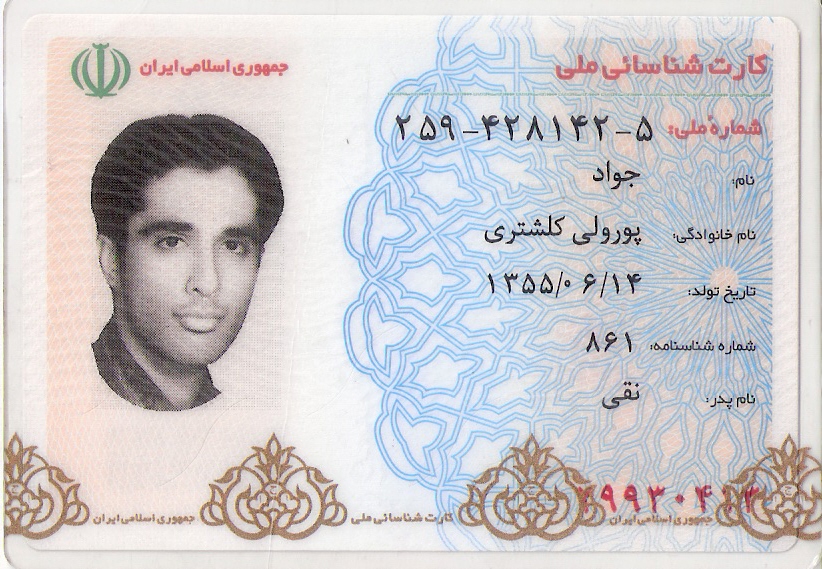 کارت شناسائی ملی
جمهوری اسلامی ایران
شمارهٔ ملی: ۲۵۹-۴۲۸۱۴۲-۵
نام: جواد
نام خانوادگی: پورولی کلشتری
تاریخ تولد: ۱۳۵۵/۰۶/۱۴
شماره شناسنامه: ۸۶۱
نام پدر: نقی
جمهوری اسلامی ایران کارت شناسائی ملی جمهوری اسلامی ایران